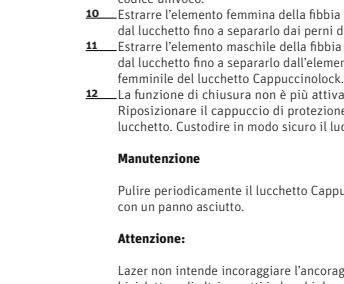 codice univoco.
10 Estrarre l'elemento femmina della fibbia
dal lucchetto fino a separarlo dai perni d
11 Estrarre l'elemento maschile della fibbia
dal lucchetto fino a separarlo dall'elemen
femminile del lucchetto Cappuccinolock.
12 La funzione di chiusura non è più attiva
Riposizionare il cappuccio di protezione
lucchetto. Custodire in modo sicuro il luc
Manutenzione
Pulire periodicamente il lucchetto Cappu
con un panno asciutto.
Attenzione:
Lazer non intende incoraggiare l'ancorag